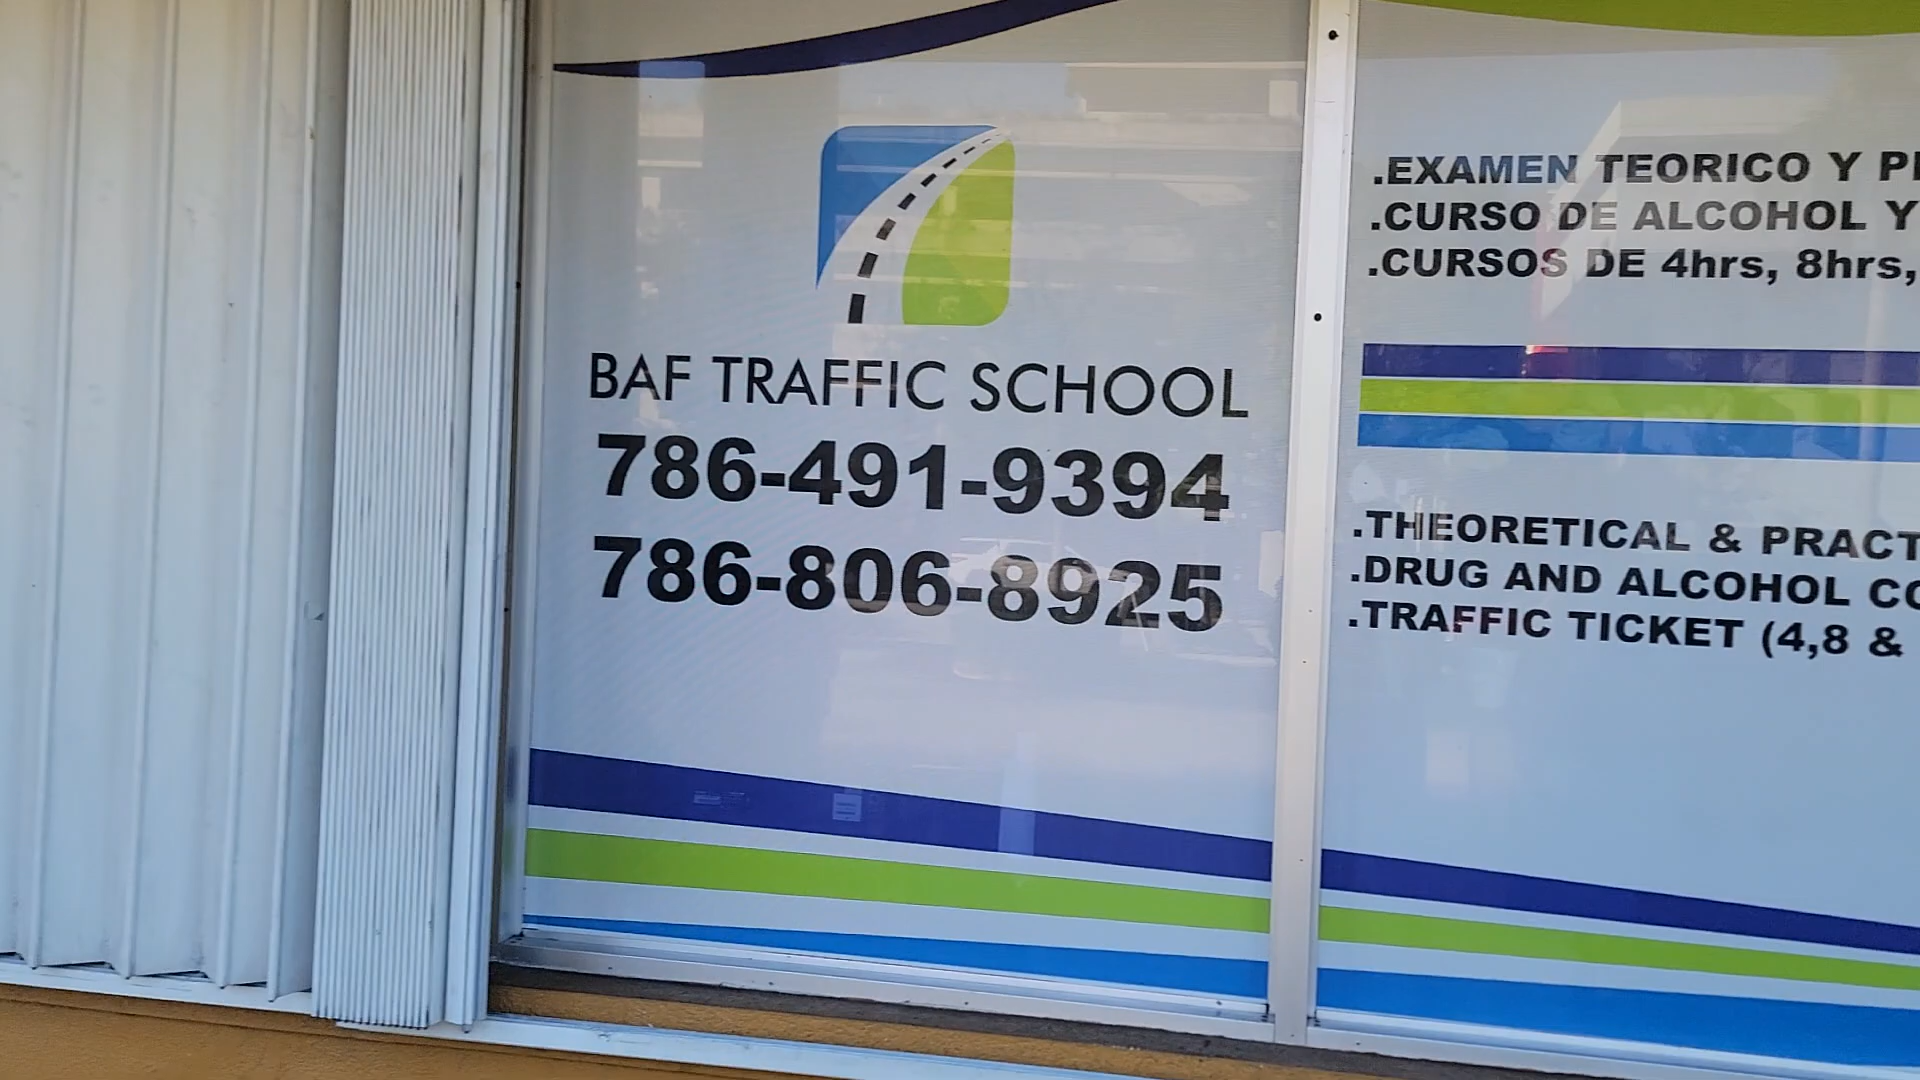 BAF TRAFFIC SCHOOL
786-491-9394
786-806-8925
.EXAMEN TEORICO Y
.CURSO DE ALCOHOL Y
.CURSOS DE 4hrs, 8hrs,
.THEORETICAL &
.DRUG AND ALCOHOL
.TRAFFIC TICKET (4,8 &